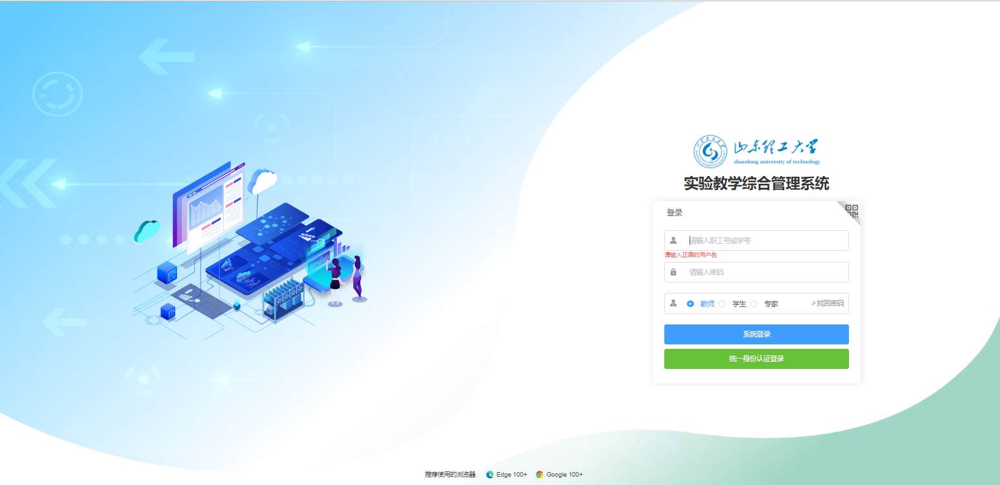 山东理工大学
shandong university of technology
实验教学综合管理系统
登录
请输入职工号或学号
请输入正确的用户名
请输入密码
教师 学生 专家 找回密码
系统登录
统一身份认证登录
推荐使用的浏览器: Edge 100+ Google 100+